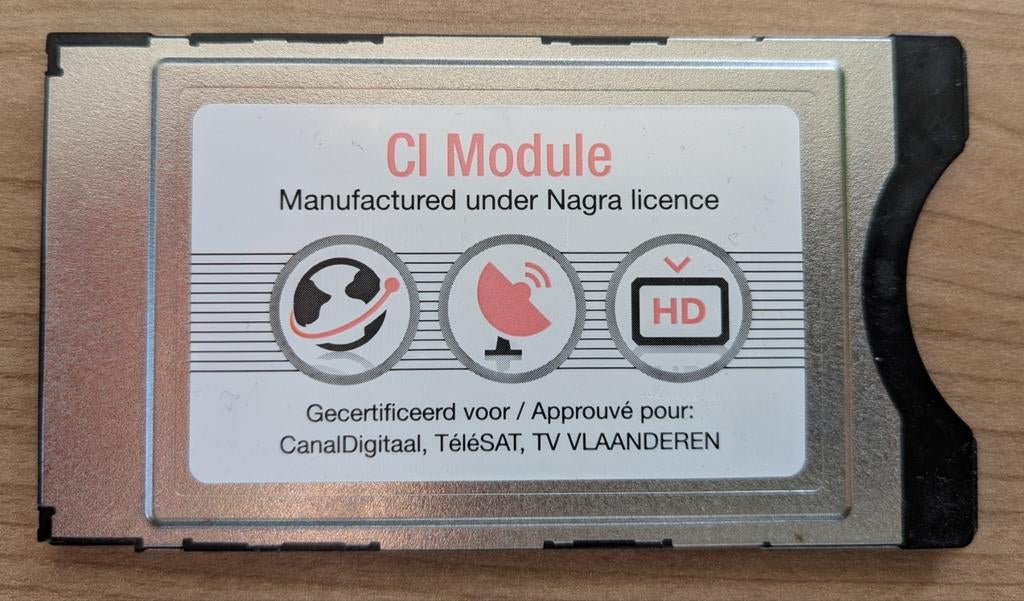 CI Module
Manufactured under Nagra licence
HD
Gecertificeerd voor / Approuvé pour:
CanalDigitaal, TéléSAT, TV VLAANDEREN